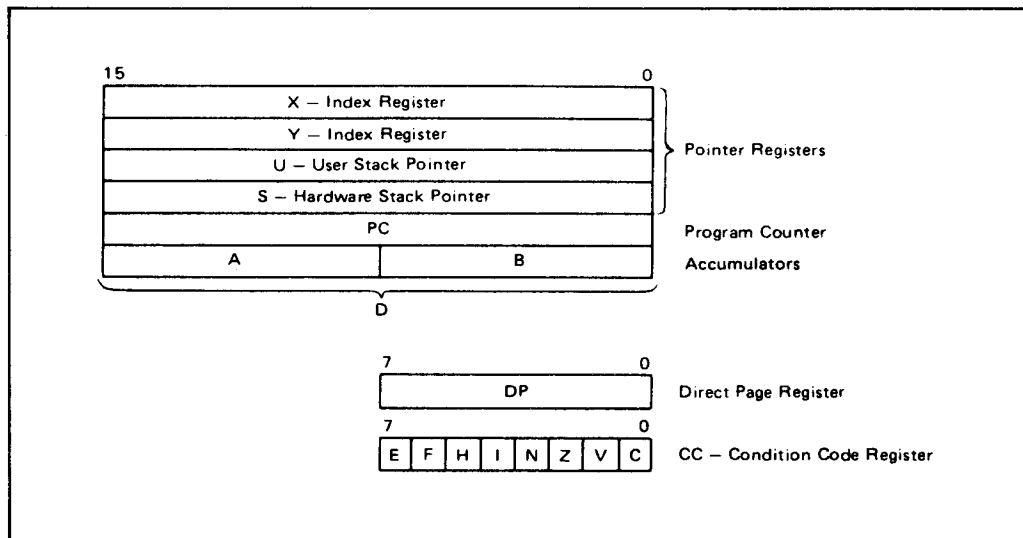 15 0
X – Index Register
Y – Index Register
U – User Stack Pointer
S – Hardware Stack Pointer
Pointer Registers
PC
Program Counter
A B
Accumulators
D
7 0
DP
Direct Page Register
7 0
E F H I N Z V C
CC – Condition Code Register